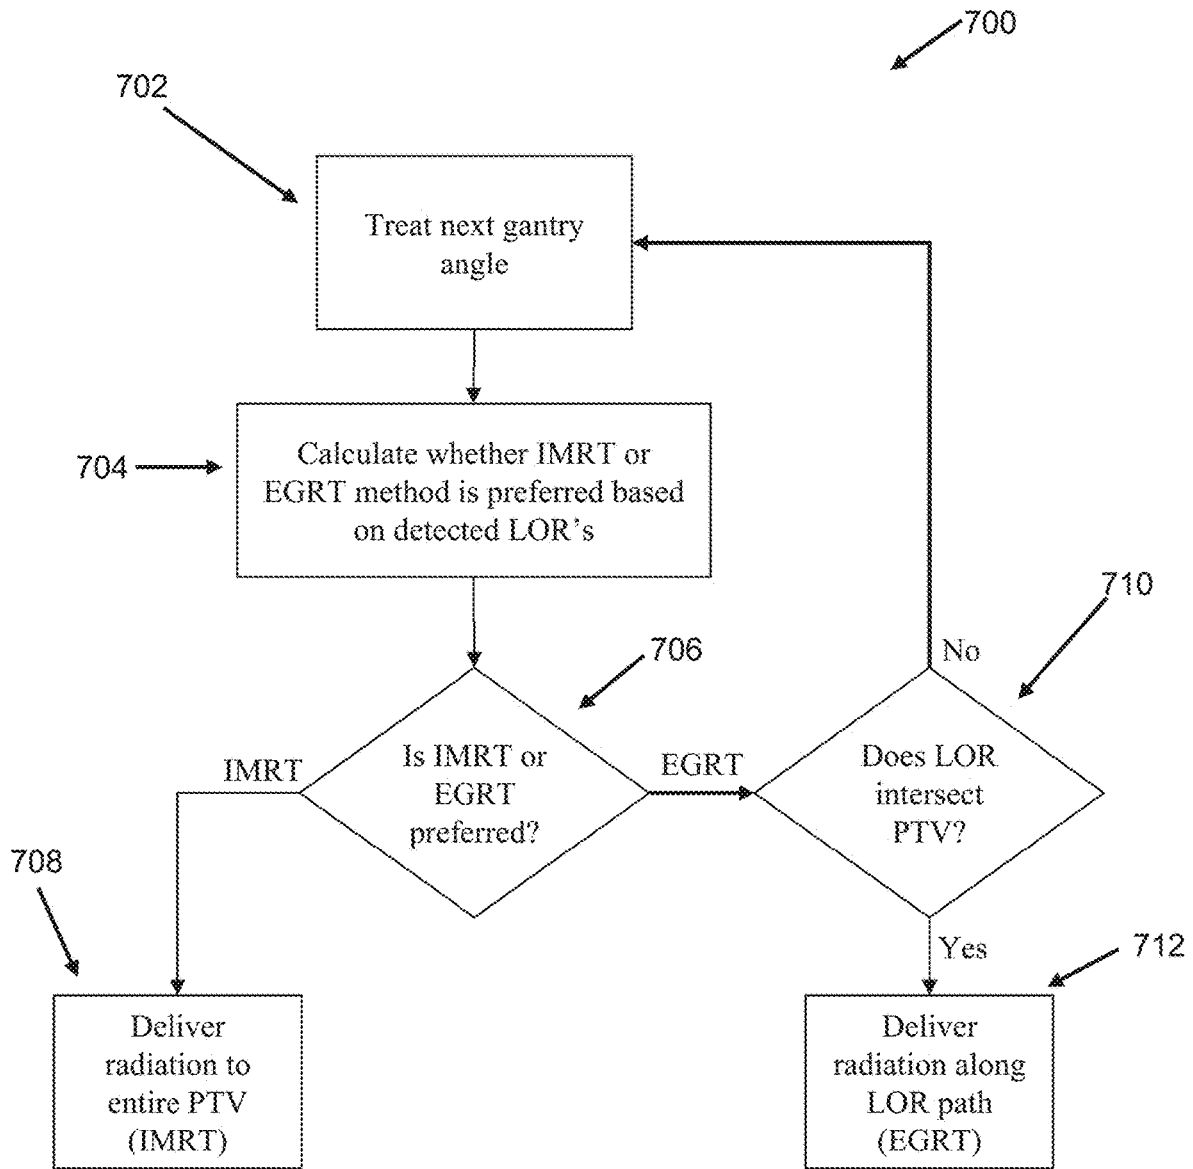 700
702
Treat next gantry
angle
704
Calculate whether IMRT or
EGRT method is preferred based
on detected LOR's
706
710
No
IMRT
Is IMRT or
EGRT
preferred?
EGRT
Does LOR
intersect
PTV?
708
Yes
712
Deliver
radiation to
entire PTV
(IMRT)
Deliver
radiation along
LOR path
(EGRT)